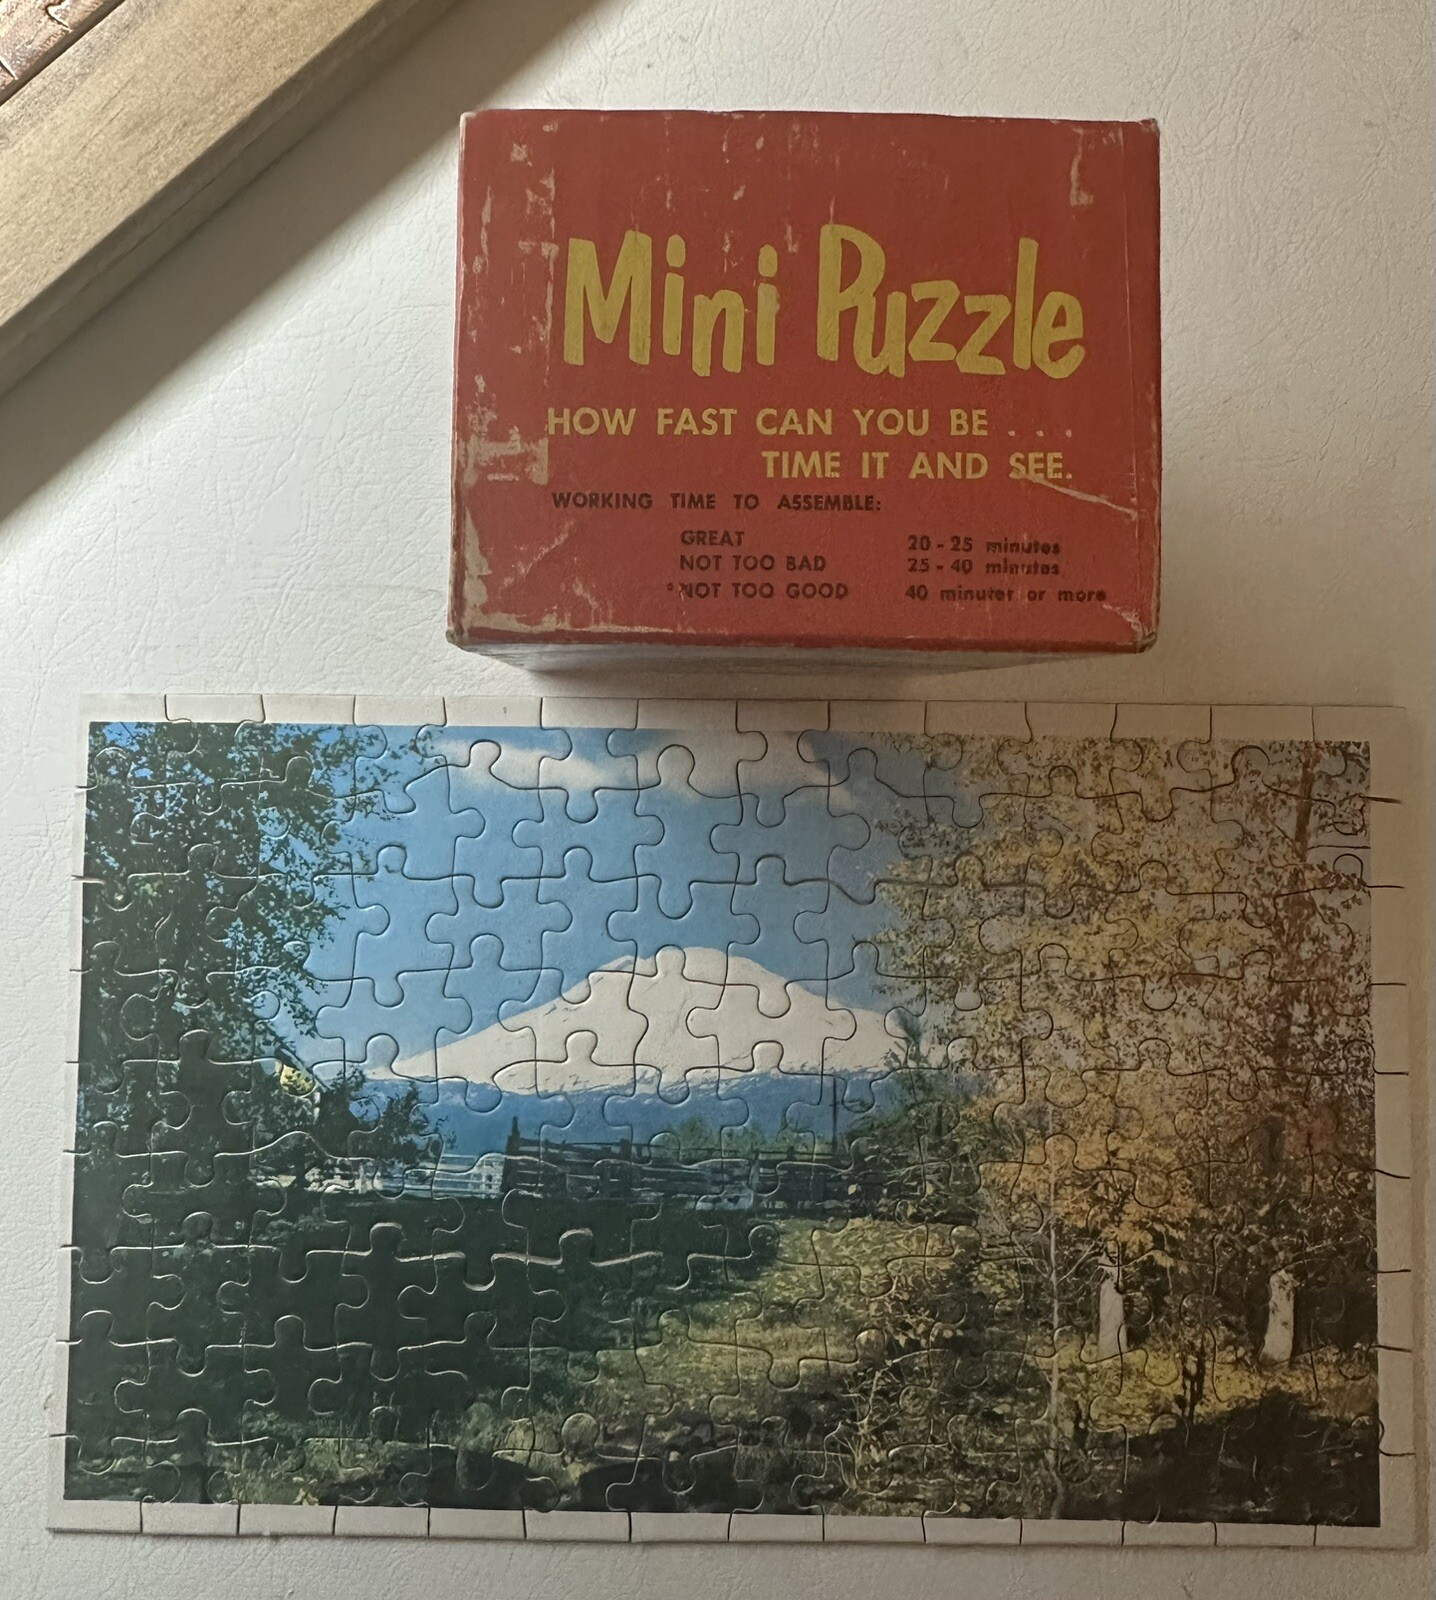 Mini Puzzle
HOW FAST CAN YOU BE . . .
TIME IT AND SEE.
WORKING TIME TO ASSEMBLE:
GREAT 20 - 25 minutes
NOT TOO BAD 25 - 40 minutes
NOT TOO GOOD 40 minuter or more